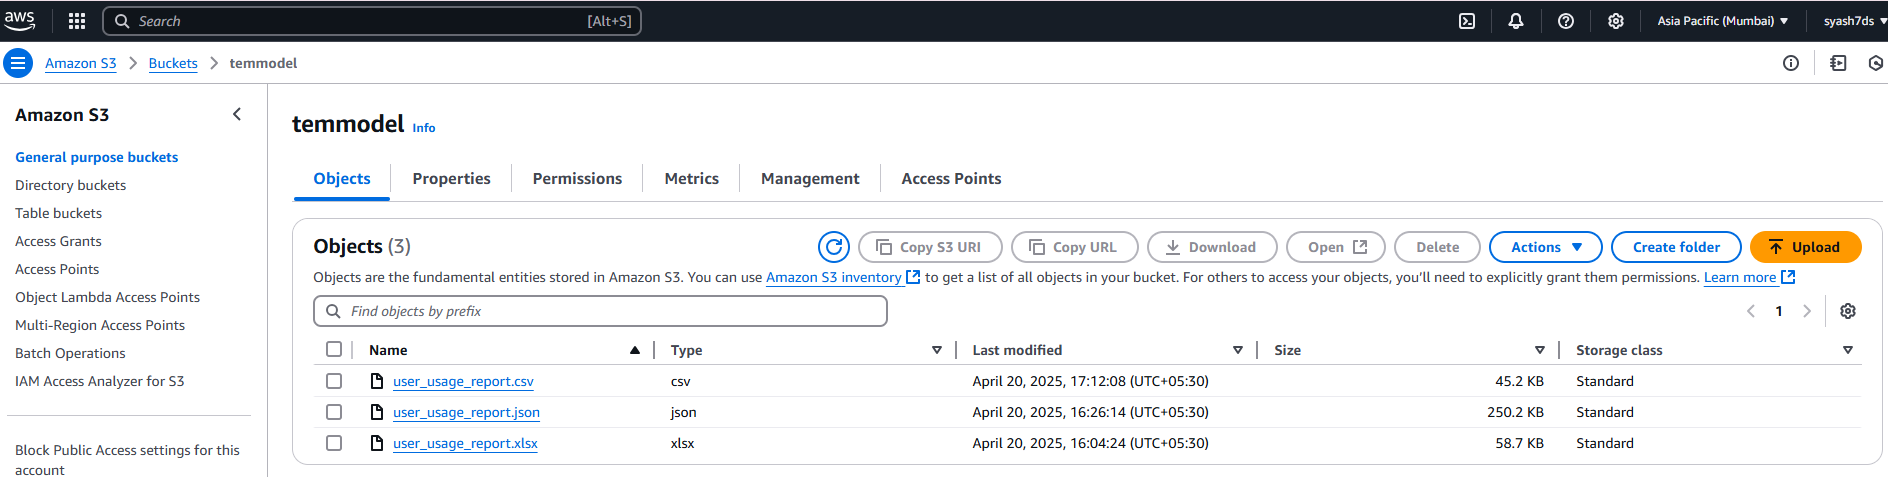 aws Search [Alt+S] Asia Pacific (Mumbai) syash7ds
Amazon S3 Buckets temmodel
Amazon S3
General purpose buckets
Directory buckets
Table buckets
Access Grants
Access Points
Object Lambda Access Points
Multi-Region Access Points
Batch Operations
IAM Access Analyzer for S3
Block Public Access settings for this
account
temmodel Info
Objects Properties Permissions Metrics Management Access Points
Objects (3) Copy S3 URI Copy URL Download Open Delete Actions Create folder Upload
Objects are the fundamental entities stored in Amazon S3. You can use Amazon S3 inventory to get a list of all objects in your bucket. For others to access your objects, you'll need to explicitly grant them permissions. Learn more
Find objects by prefix 1
Name Type Last modified Size Storage class
user_usage_report.csv csv April 20, 2025, 17:12:08 (UTC+05:30) 45.2 KB Standard
user_usage_report.json json April 20, 2025, 16:26:14 (UTC+05:30) 250.2 KB Standard
user_usage_report.xlsx xlsx April 20, 2025, 16:04:24 (UTC+05:30) 58.7 KB Standard